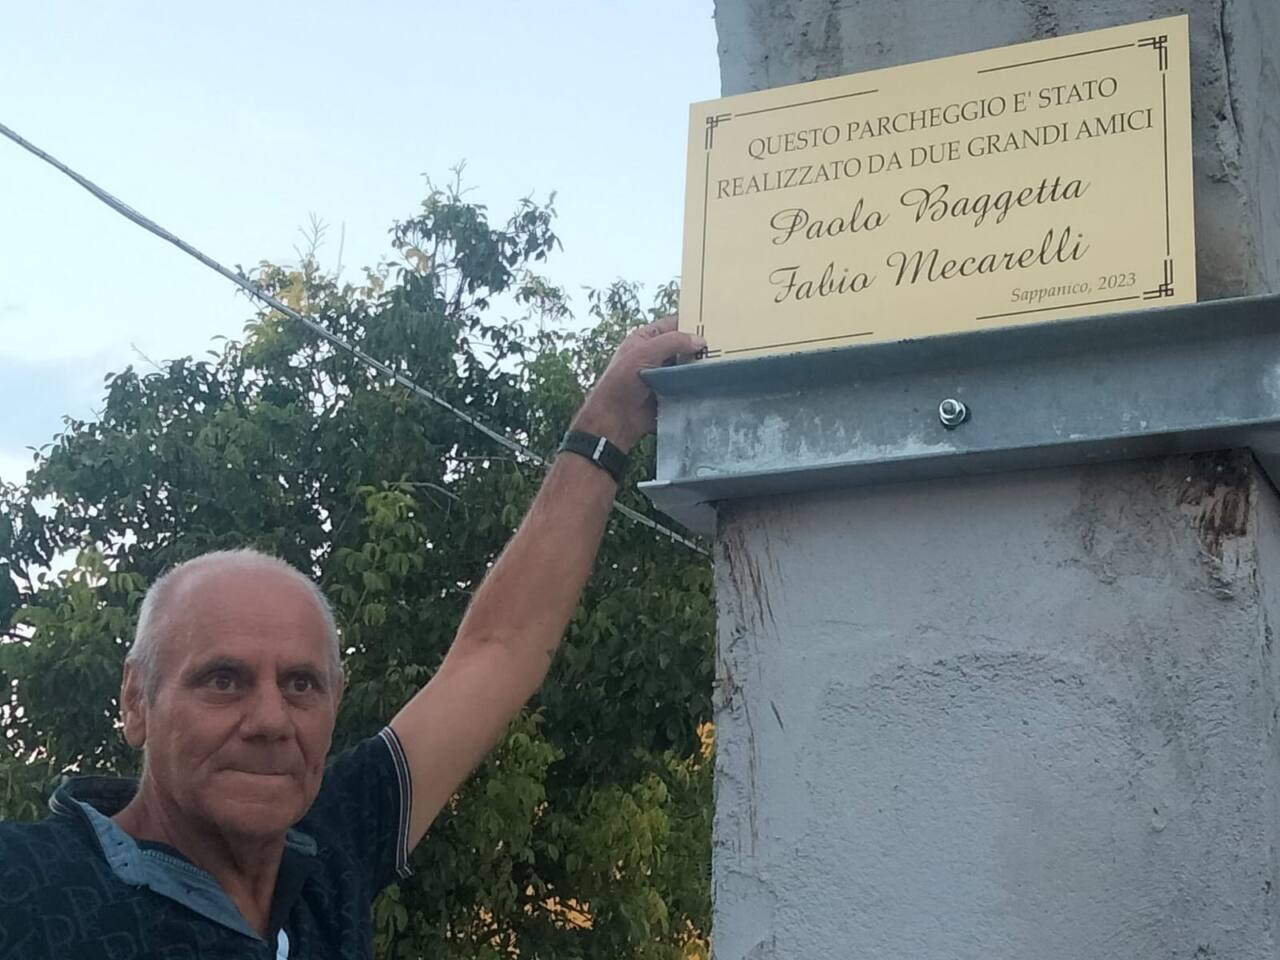 QUESTO PARCHEGGIO E' STATO
REALIZZATO DA DUE GRANDI AMICI
Paolo Baggetta
Fabio Mecarelli
Sappanico, 2023